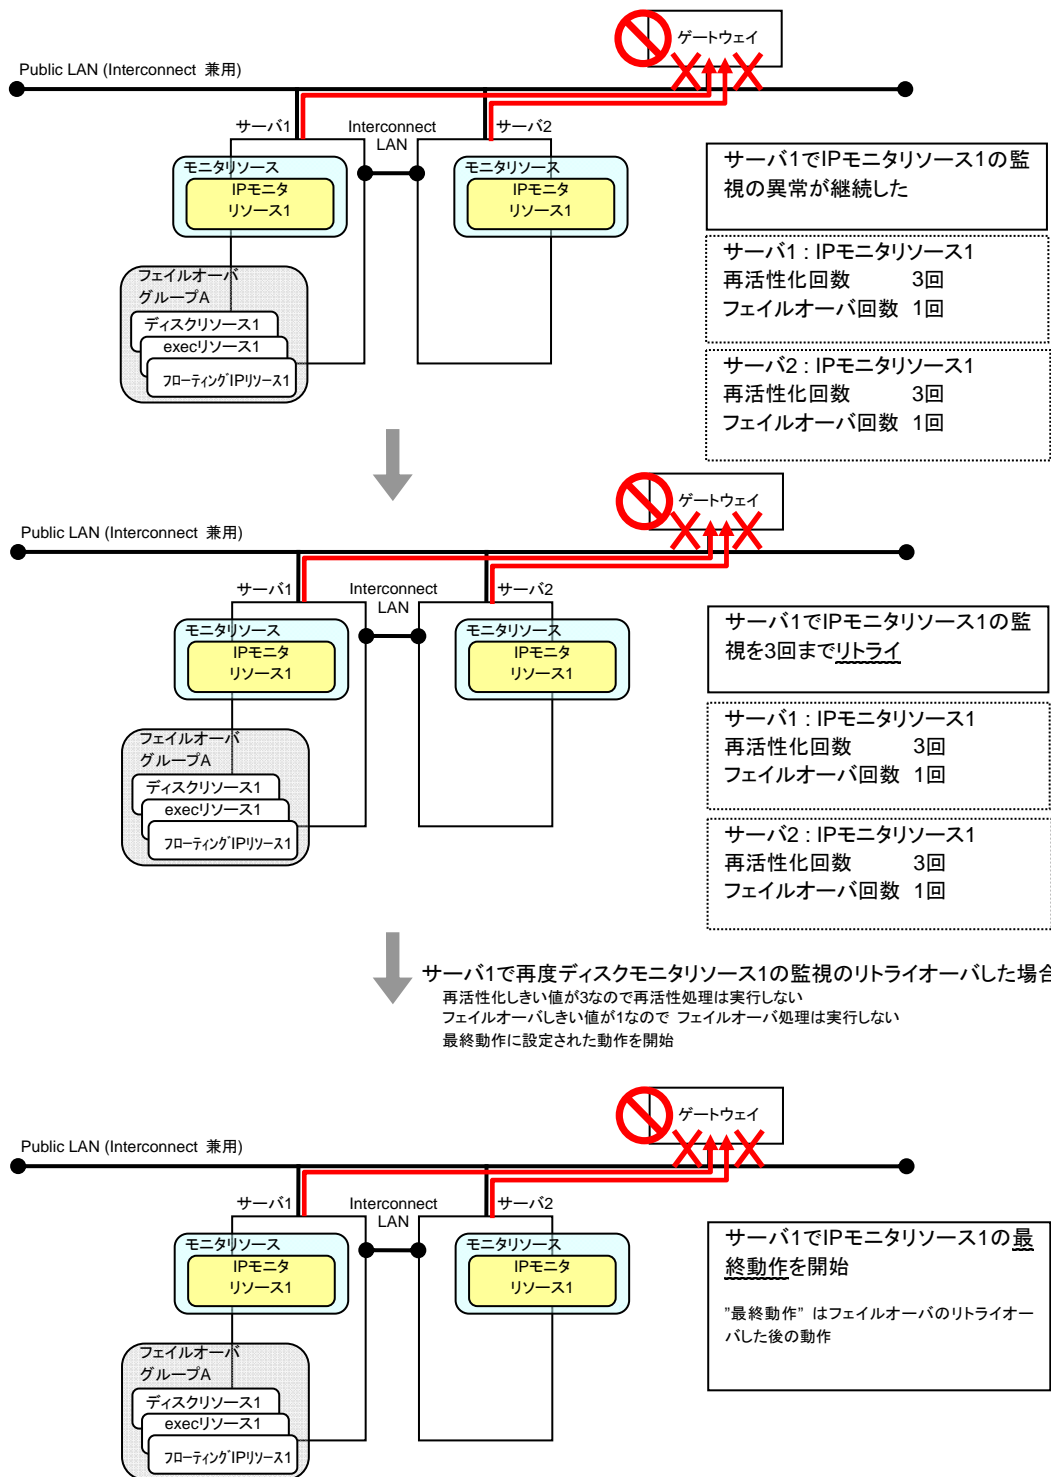 ゲートウェイ
Public LAN (Interconnect 兼用)
サーバ1
Interconnect
LAN
サーバ2
モニタリソース
IPモニタ
リソース1
モニタリソース
IPモニタ
リソース1
フェイルオーバ
グループA
ディスクリソース1
execリソース1
フローティングIPリソース1
サーバ1でIPモニタリソース1の監
視の異常が継続した
サーバ1 : IPモニタリソース1
再活性化回数 3回
フェイルオーバ回数 1回
サーバ2 : IPモニタリソース1
再活性化回数 3回
フェイルオーバ回数 1回
ゲートウェイ
Public LAN (Interconnect 兼用)
サーバ1
Interconnect
LAN
サーバ2
モニタリソース
IPモニタ
リソース1
モニタリソース
IPモニタ
リソース1
フェイルオーバ
グループA
ディスクリソース1
execリソース1
フローティングIPリソース1
サーバ1でIPモニタリソース1の監
視を3回までリトライ
サーバ1 : IPモニタリソース1
再活性化回数 3回
フェイルオーバ回数 1回
サーバ2 : IPモニタリソース1
再活性化回数 3回
フェイルオーバ回数 1回
サーバ1で再度ディスクモニタリソース1の監視のリトライオーバした場合
再活性化しきい値が3なので再活性処理は実行しない
フェイルオーバしきい値が1なので フェイルオーバ処理は実行しない
最終動作に設定された動作を開始
ゲートウェイ
Public LAN (Interconnect 兼用)
サーバ1
Interconnect
LAN
サーバ2
モニタリソース
IPモニタ
リソース1
モニタリソース
IPモニタ
リソース1
フェイルオーバ
グループA
ディスクリソース1
execリソース1
フローティングIPリソース1
サーバ1でIPモニタリソース1の最
終動作を開始
"最終動作" はフェイルオーバのリトライオー
バした後の動作